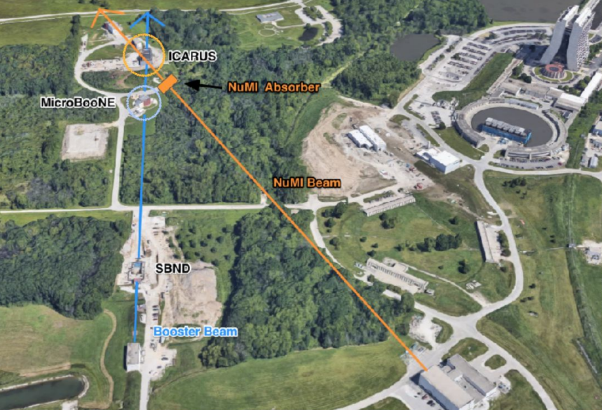 ICARUS
NuMI Absorber
MicroBooNE
NuMI Beam
SBND
Booster Beam